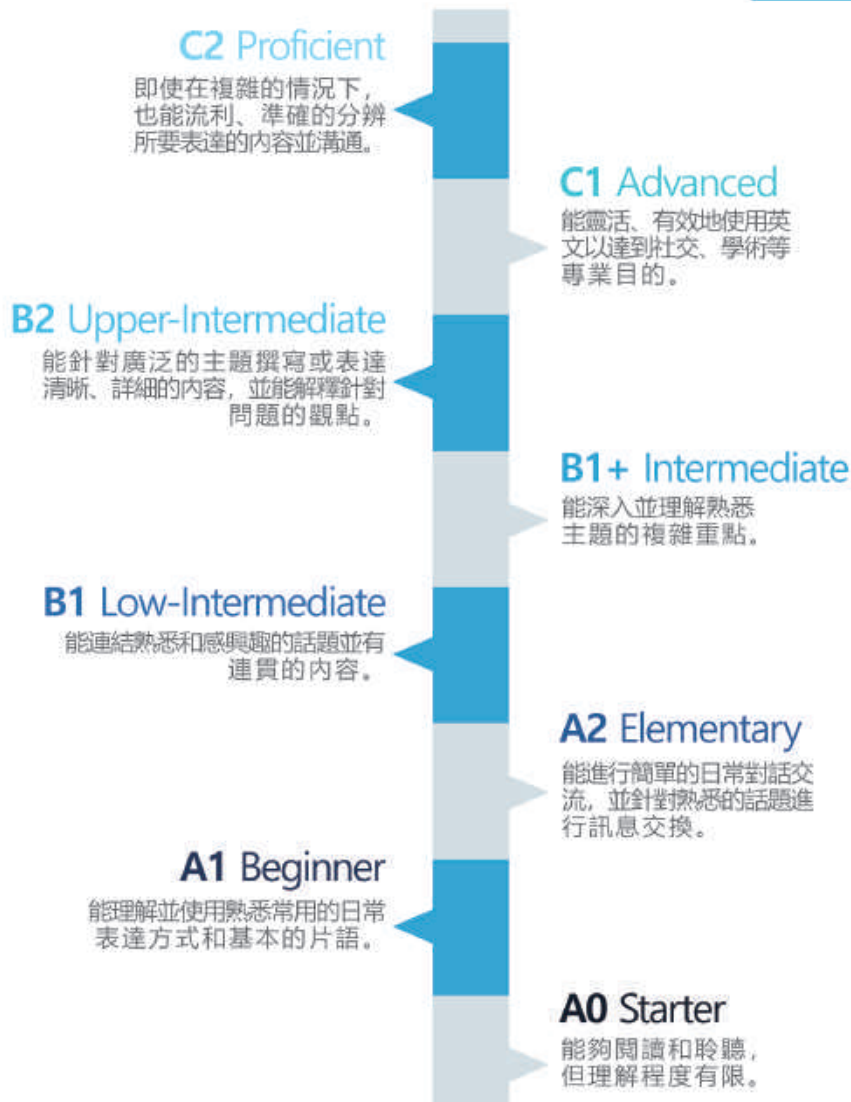 C2 Proficient
即使在複雜的情況下，
也能流利、準確的分辨
所要表達的內容並溝通。
C1 Advanced
能靈活、有效地使用英
文以達到社交、學術等
專業目的。
B2 Upper-Intermediate
能針對廣泛的主題撰寫或表達
清晰、詳細的內容，並能解釋針對
問題的觀點。
B1+ Intermediate
能深入並理解熟悉
主題的複雜重點。
B1 Low-Intermediate
能連結熟悉和感興趣的話題並有
連貫的內容。
A2 Elementary
能進行簡單的日常對話交
流，並針對熟悉的話題進
行訊息交換。
A1 Beginner
能理解並使用熟悉常用的日常
表達方式和基本的片語。
A0 Starter
能夠閱讀和聆聽，
但理解程度有限。